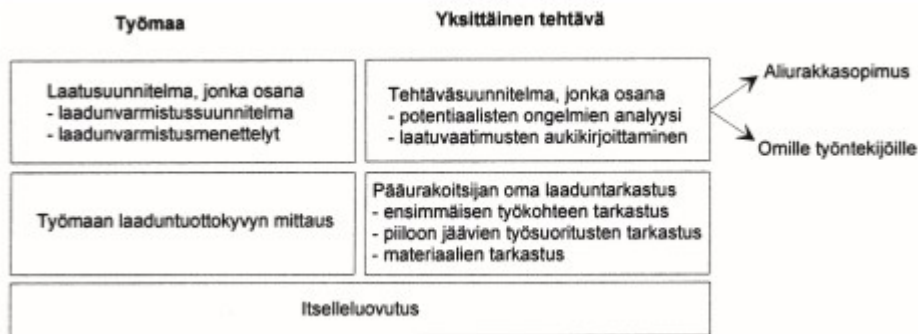 Työmaa
Yksittäinen tehtävä
Laatusuunnitelma, jonka osana
- laadunvarmistussuunnitelma
- laadunvarmistusmenettelyt
Tehtäväsuunnitelma, jonka osana
- potentiaalisten ongelmien analyysi
- laatuvaatimusten aukikirjoittaminen
Aliurakkasopimus
Omille työntekijöille
Työmaan laaduntuottokyvyn mittaus
Pääurakoitsijan oma laaduntarkastus
- ensimmäisen työkohteen tarkastus
- piiloon jäävien työsuoritusten tarkastus
- materiaalien tarkastus
Itselleluovutus